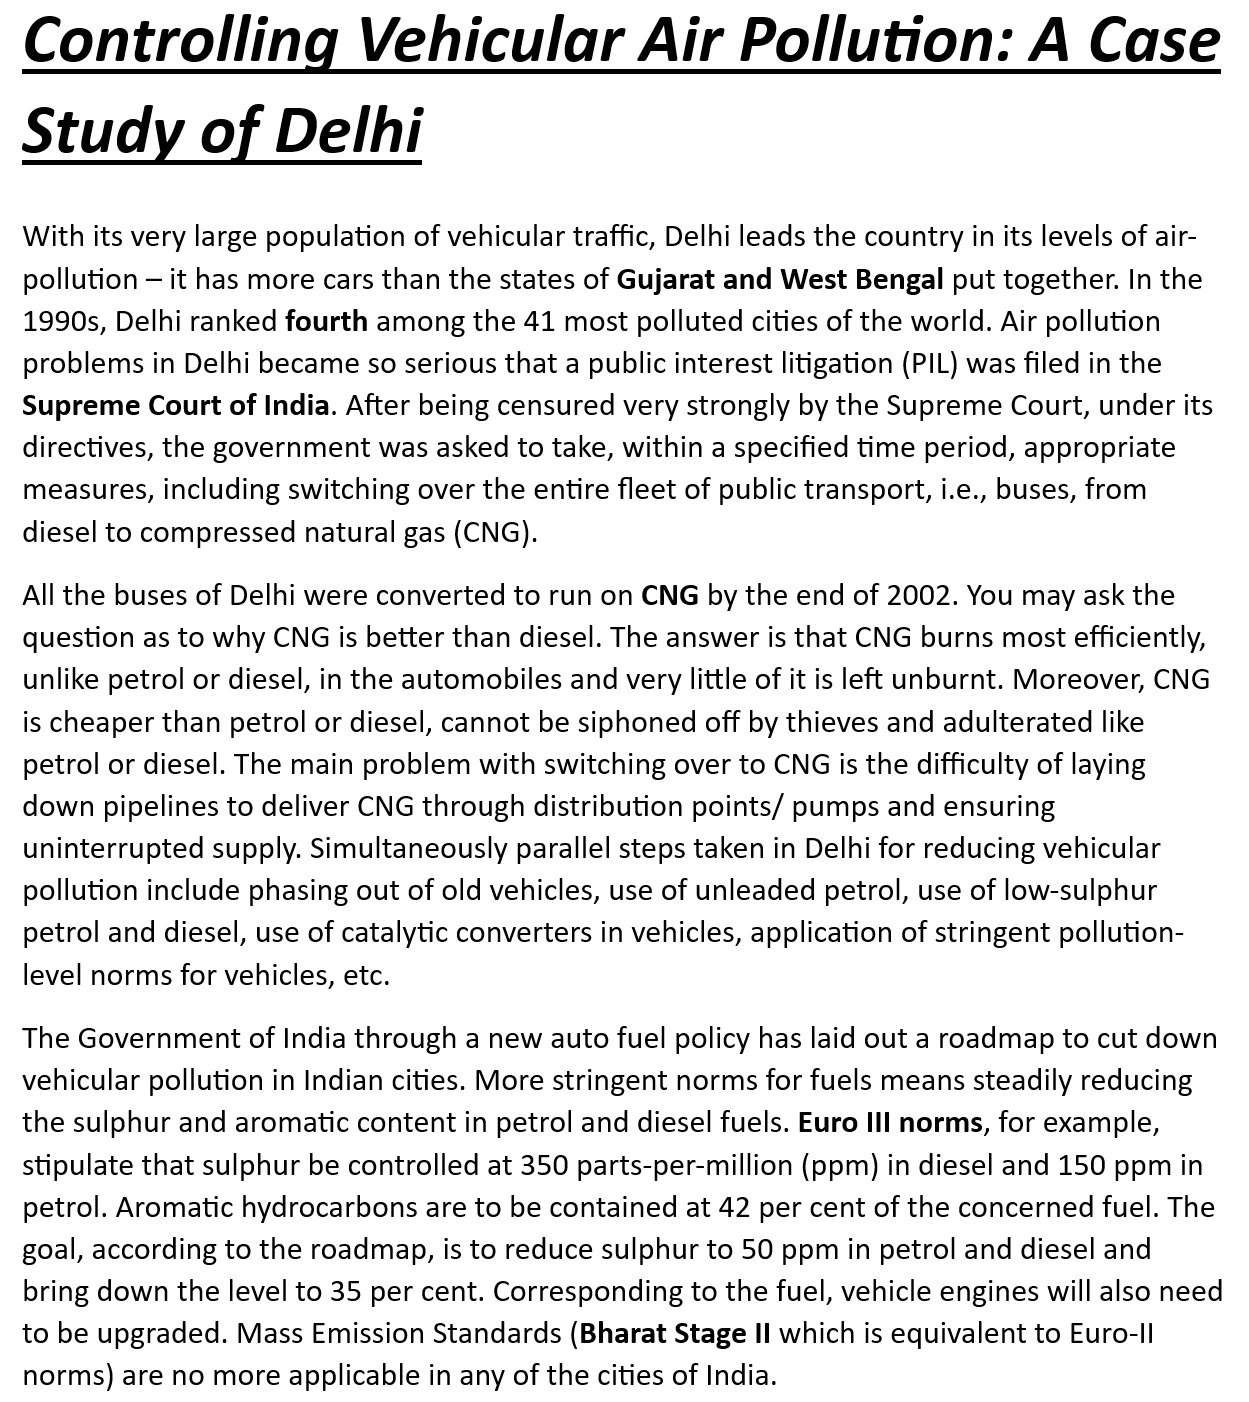 Controlling Vehicular Air Pollution: A Case
Study of Delhi
With its very large population of vehicular traffic, Delhi leads the country in its levels of air-
pollution – it has more cars than the states of Gujarat and West Bengal put together. In the
1990s, Delhi ranked fourth among the 41 most polluted cities of the world. Air pollution
problems in Delhi became so serious that a public interest litigation (PIL) was filed in the
Supreme Court of India. After being censured very strongly by the Supreme Court, under its
directives, the government was asked to take, within a specified time period, appropriate
measures, including switching over the entire fleet of public transport, i.e., buses, from
diesel to compressed natural gas (CNG).
All the buses of Delhi were converted to run on CNG by the end of 2002. You may ask the
question as to why CNG is better than diesel. The answer is that CNG burns most efficiently,
unlike petrol or diesel, in the automobiles and very little of it is left unburnt. Moreover, CNG
is cheaper than petrol or diesel, cannot be siphoned off by thieves and adulterated like
petrol or diesel. The main problem with switching over to CNG is the difficulty of laying
down pipelines to deliver CNG through distribution points/ pumps and ensuring
uninterrupted supply. Simultaneously parallel steps taken in Delhi for reducing vehicular
pollution include phasing out of old vehicles, use of unleaded petrol, use of low-sulphur
petrol and diesel, use of catalytic converters in vehicles, application of stringent pollution-
level norms for vehicles, etc.
The Government of India through a new auto fuel policy has laid out a roadmap to cut down
vehicular pollution in Indian cities. More stringent norms for fuels means steadily reducing
the sulphur and aromatic content in petrol and diesel fuels. Euro III norms, for example,
stipulate that sulphur be controlled at 350 parts-per-million (ppm) in diesel and 150 ppm in
petrol. Aromatic hydrocarbons are to be contained at 42 per cent of the concerned fuel. The
goal, according to the roadmap, is to reduce sulphur to 50 ppm in petrol and diesel and
bring down the level to 35 per cent. Corresponding to the fuel, vehicle engines will also need
to be upgraded. Mass Emission Standards (Bharat Stage II which is equivalent to Euro-II
norms) are no more applicable in any of the cities of India.